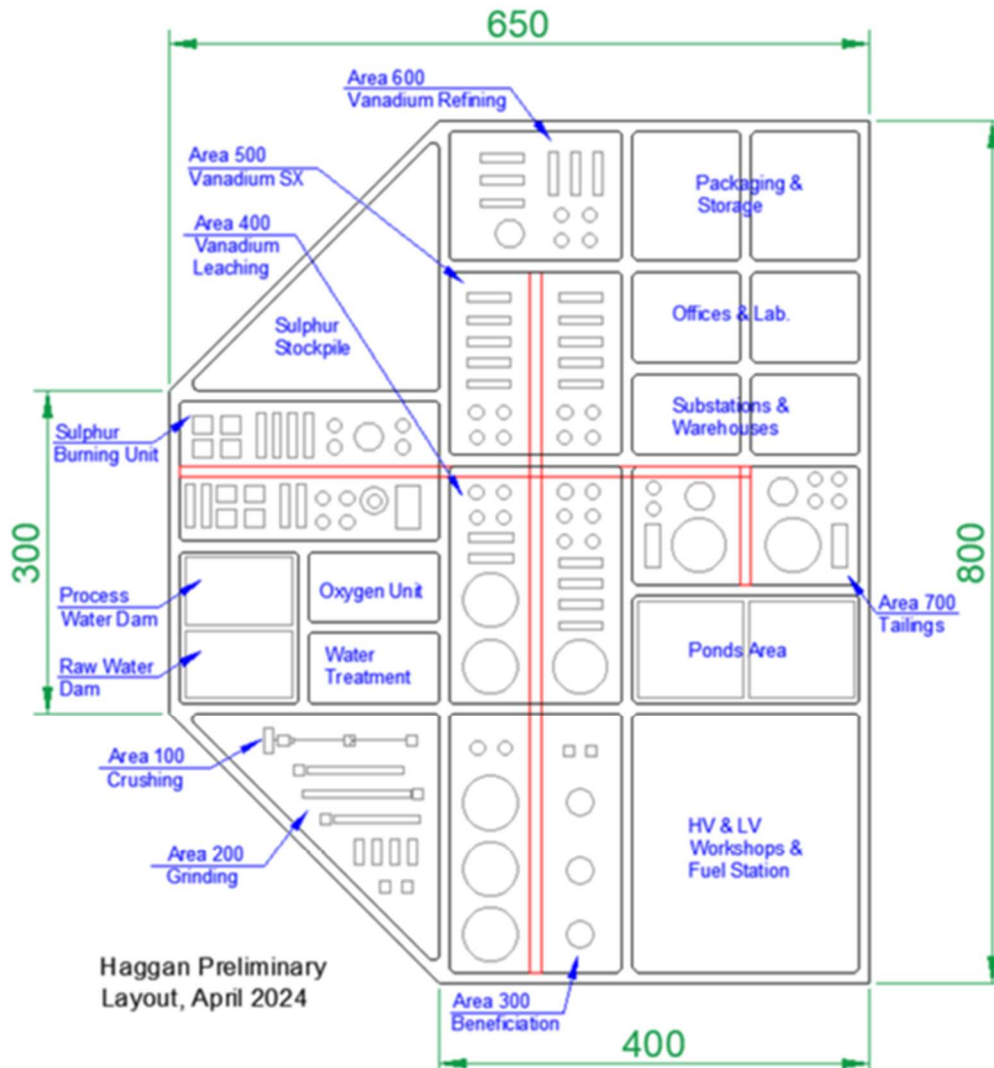 650
Area 600
Vanadium Refining
Area 500
Vanadium SX
Packaging &
Storage
Area 400
Vanadium
Leaching
Sulphur
Stockpile
Offices & Lab.
Substations &
Warehouses
Sulphur
Burning Unit
300
800
Process
Water Dam
Oxygen Unit
Area 700
Tailings
Raw Water
Dam
Water
Treatment
Ponds Area
Area 100
Crushing
Area 200
Grinding
HV & LV
Workshops &
Fuel Station
Haggan Preliminary
Layout, April 2024
Area 300
Beneficiation
400